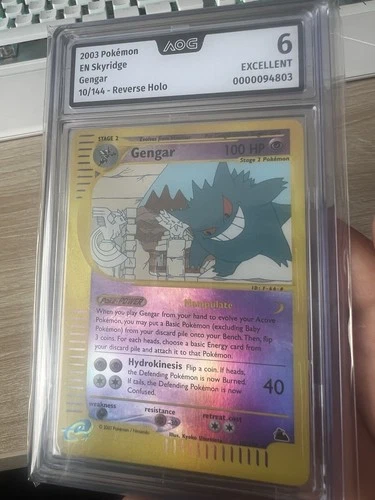 2003 Pokémon
EN Skyridge
Gengar
10/144 - Reverse Holo
AOG
6
EXCELLENT
0000094803
STAGE 2
Gengar
100 HP
Stage 2 Pokémon
Manipulate
When you play Gengar from your hand to evolve your Active
Pokémon, you may put a Basic Pokémon (excluding Baby
Pokémon) from your discard pile onto your Bench. Then, flip
3 coins. For each heads, choose a basic Energy card from
your discard pile and attach it to that Pokémon.
Hydrokinesis Flip a coin. If heads,
the Defending Pokémon is now Burned.
If tails, the Defending Pokémon is now
Confused.
40
weakness
resistance
retreat cost